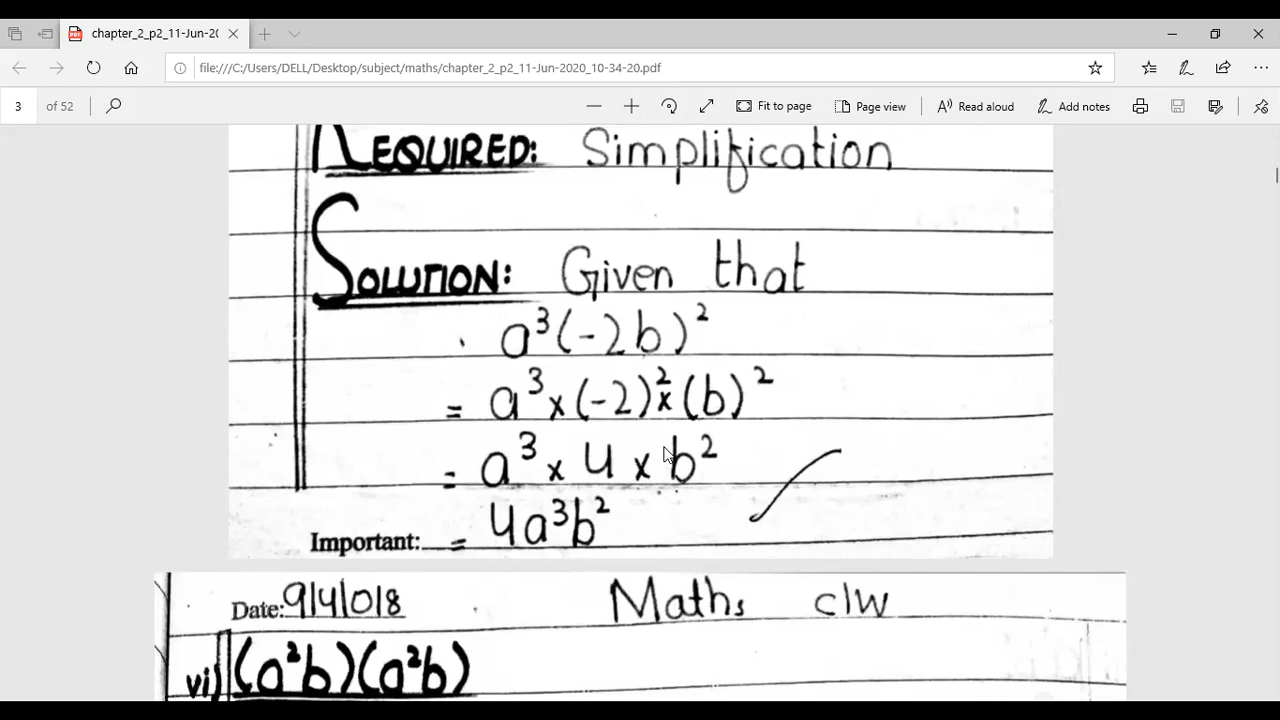 chapter_2_p2_11-Jun-20
file:///C:/Users/DELL/Desktop/subject/maths/chapter_2_p2_11-Jun-2020_10-34-20.pdf
3 of 52 Fit to page Page view Read aloud Add notes
REQUIRED: Simplification
SOLUTION: Given that
a³(-2b)²
= a³ × (-2)² × (b)²
= a³ × 4 × b²
Important: = 4a³b²
Date: 9/4/018 Maths c/w
vi) (a²b)(a²b)